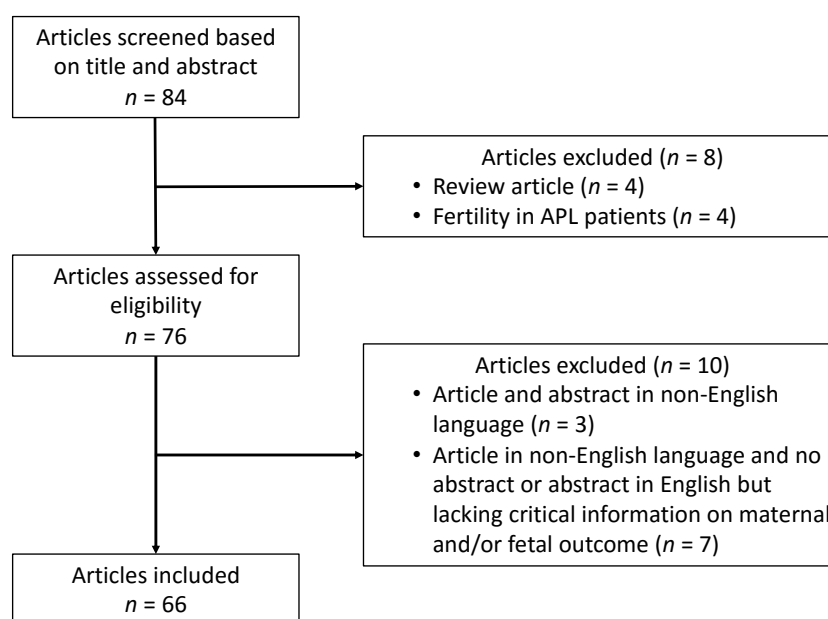 Articles screened based
on title and abstract
n = 84
Articles excluded (n = 8)
• Review article (n = 4)
• Fertility in APL patients (n = 4)
Articles assessed for
eligibility
n = 76
Articles excluded (n = 10)
• Article and abstract in non-English
language (n = 3)
• Article in non-English language and no
abstract or abstract in English but
lacking critical information on maternal
and/or fetal outcome (n = 7)
Articles included
n = 66